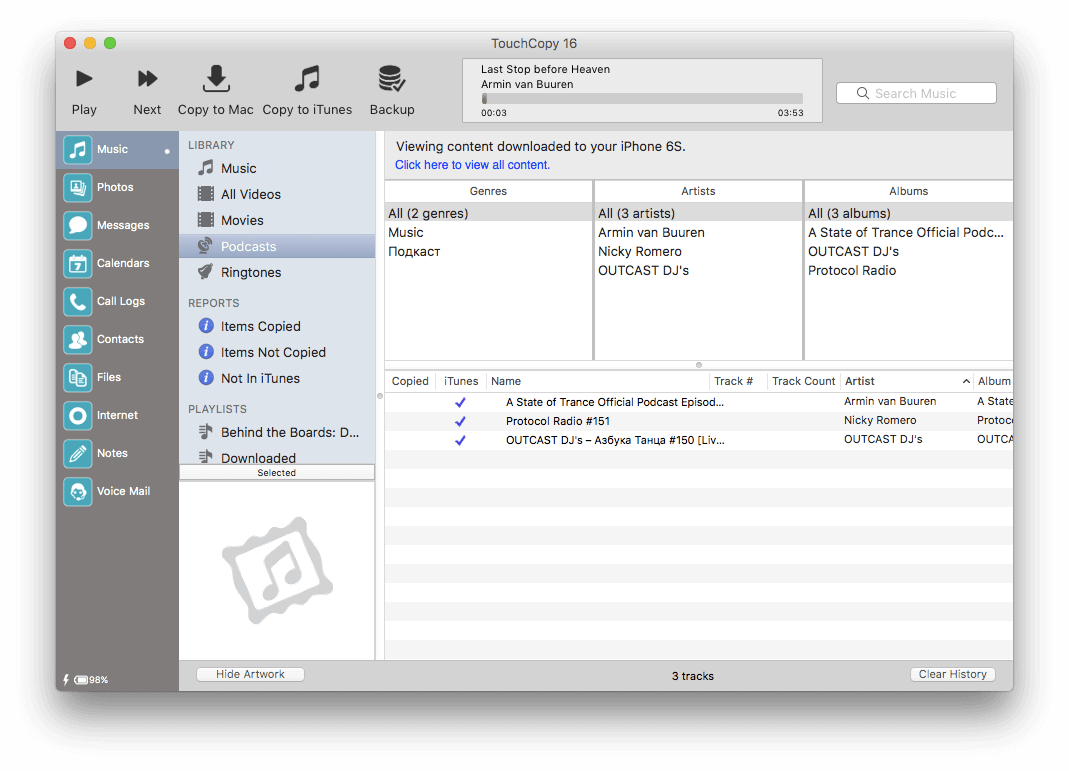 TouchCopy 16
Play
Next
Copy to Mac
Copy to iTunes
Backup
Last Stop before Heaven
Armin van Buuren
00:03
03:53
Search Music
Music
Photos
Messages
Calendars
7
Call Logs
Contacts
Files
Internet
Notes
Voice Mail
98%
LIBRARY
Music
All Videos
Movies
Podcasts
Ringtones
REPORTS
Items Copied
Items Not Copied
Not In iTunes
PLAYLISTS
Behind the Boards: D...
Downloaded
Selected
Hide Artwork
Viewing content downloaded to your iPhone 6S.
Click here to view all content.
Genres
All (2 genres)
Music
Подкаст
Artists
All (3 artists)
Armin van Buuren
Nicky Romero
OUTCAST DJ's
Albums
All (3 albums)
A State of Trance Official Podc...
OUTCAST DJ's
Protocol Radio
Copied iTunes Name Track # Track Count Artist Album
A State of Trance Official Podcast Episod... Armin van Buuren A State
Protocol Radio #151 Nicky Romero Protoc
OUTCAST DJ's – Азбука Танца #150 [Liv... OUTCAST DJ's OUTCA
3 tracks
Clear History